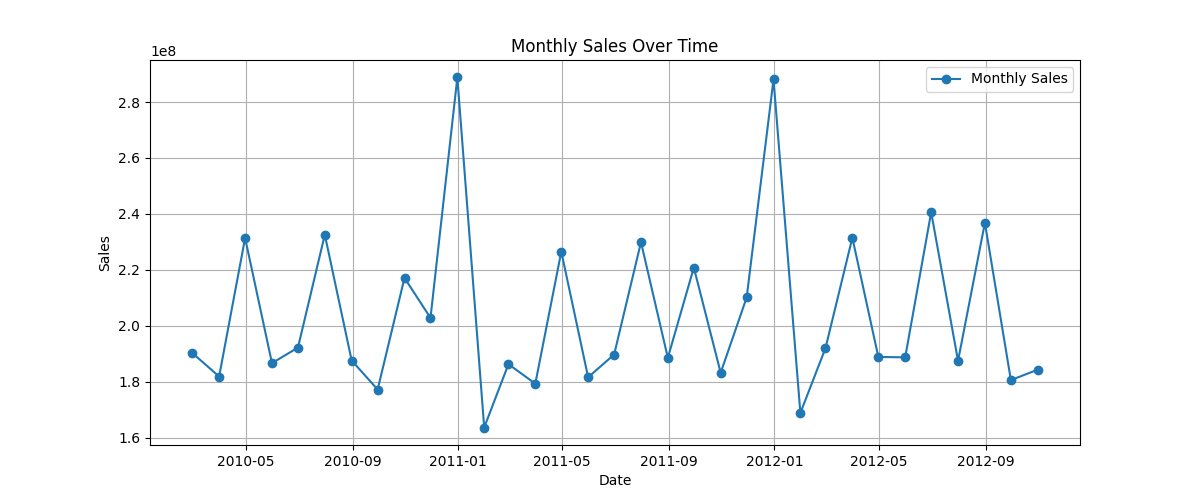 Monthly Sales Over Time
1e8
Monthly Sales
2.8
2.6
2.4
2.2
2.0
1.8
1.6
Sales
2010-05 2010-09 2011-01 2011-05 2011-09 2012-01 2012-05 2012-09
Date